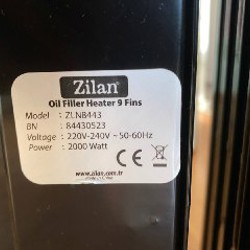 Zilan®
Oil Filler Heater 9 Fins
Model : ZLN8443
BN : 84430523
Voltage : 220V-240V ~50-60Hz
Power : 2000 Watt
CE
www.zilan.com.tr